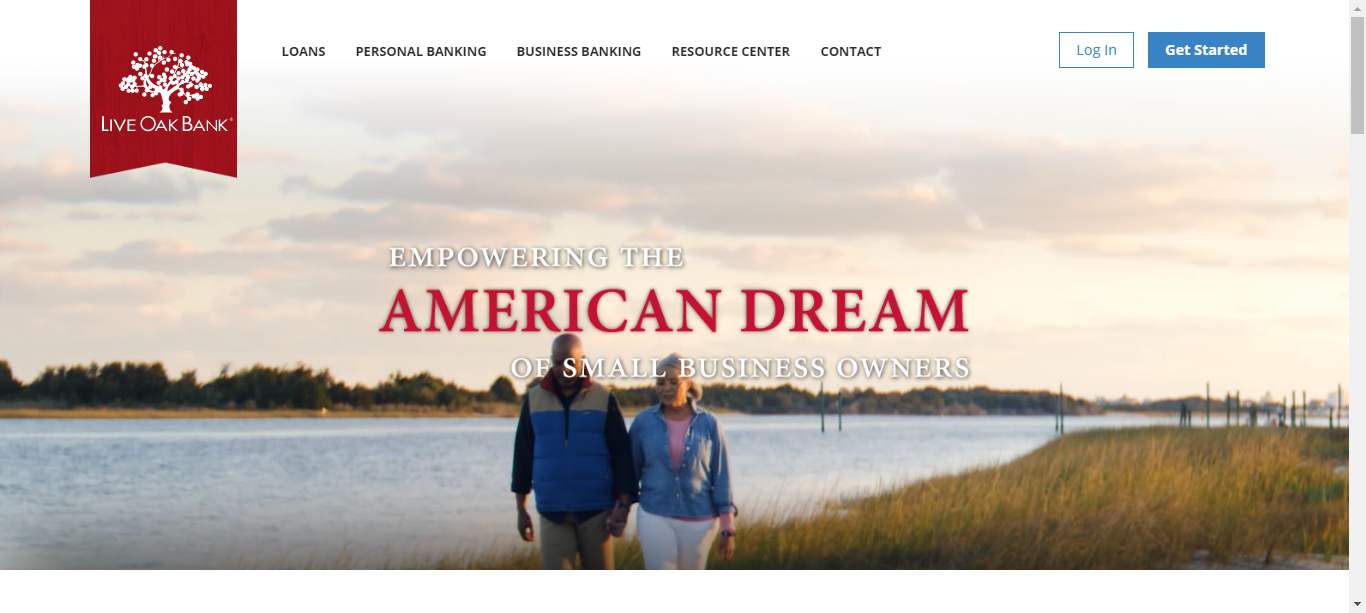 LIVE OAK BANK®
LOANS PERSONAL BANKING BUSINESS BANKING RESOURCE CENTER CONTACT
Log In Get Started
EMPOWERING THE
AMERICAN DREAM
OF SMALL BUSINESS OWNERS